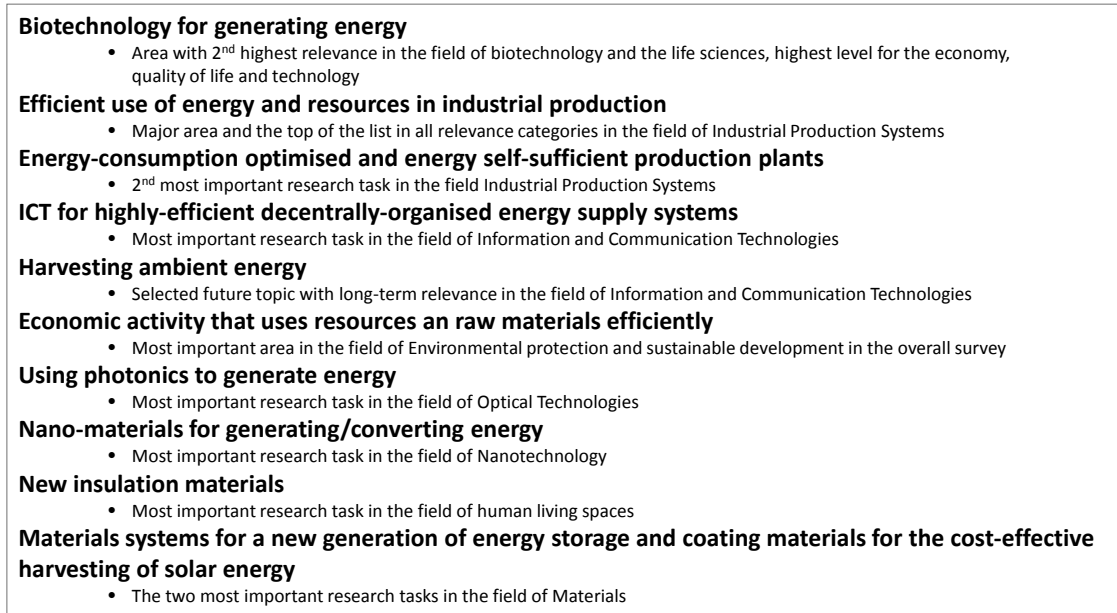 Biotechnology for generating energy
• Area with 2nd highest relevance in the field of biotechnology and the life sciences, highest level for the economy,
quality of life and technology
Efficient use of energy and resources in industrial production
• Major area and the top of the list in all relevance categories in the field of Industrial Production Systems
Energy-consumption optimised and energy self-sufficient production plants
• 2nd most important research task in the field Industrial Production Systems
ICT for highly-efficient decentrally-organised energy supply systems
• Most important research task in the field of Information and Communication Technologies
Harvesting ambient energy
• Selected future topic with long-term relevance in the field of Information and Communication Technologies
Economic activity that uses resources an raw materials efficiently
• Most important area in the field of Environmental protection and sustainable development in the overall survey
Using photonics to generate energy
• Most important research task in the field of Optical Technologies
Nano-materials for generating/converting energy
• Most important research task in the field of Nanotechnology
New insulation materials
• Most important research task in the field of human living spaces
Materials systems for a new generation of energy storage and coating materials for the cost-effective
harvesting of solar energy
• The two most important research tasks in the field of Materials